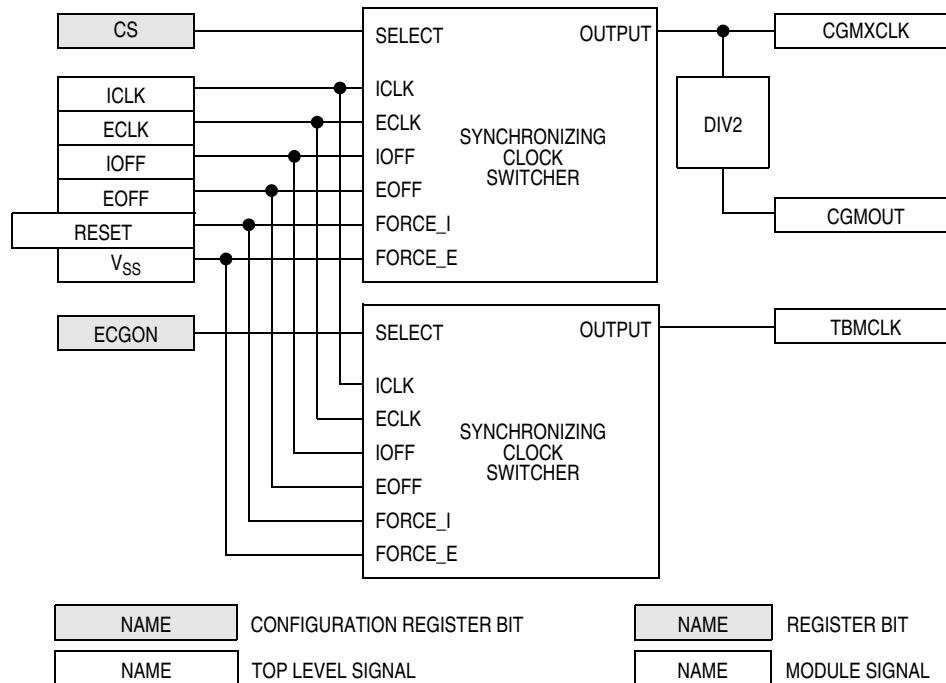 CS
ICLK
ECLK
IOFF
EOFF
RESET
VSS
SELECT
OUTPUT
ICLK
ECLK
IOFF
EOFF
FORCE_I
FORCE_E
SYNCHRONIZING
CLOCK
SWITCHER
CGMXCLK
DIV2
CGMOUT
ECGON
SELECT
OUTPUT
ICLK
ECLK
IOFF
EOFF
FORCE_I
FORCE_E
SYNCHRONIZING
CLOCK
SWITCHER
TBMCLK
NAME CONFIGURATION REGISTER BIT
NAME REGISTER BIT
NAME TOP LEVEL SIGNAL
NAME MODULE SIGNAL